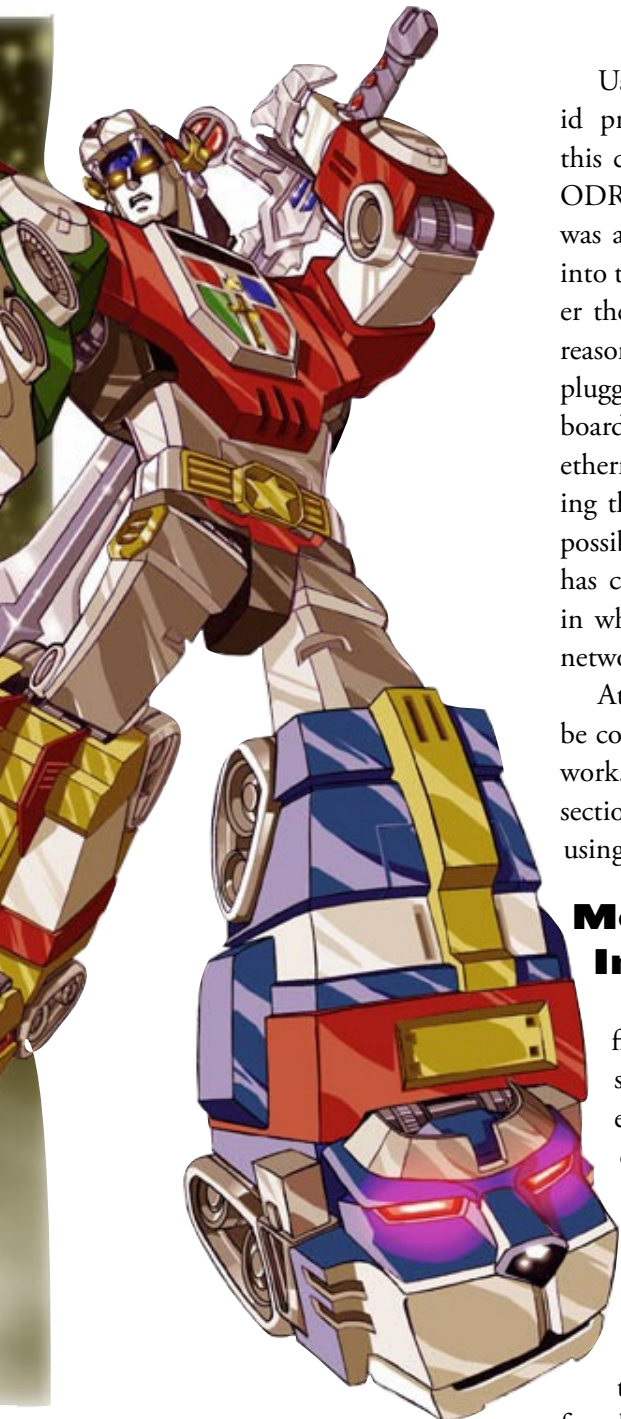 Us
id pr
this c
ODR
was a
into t
er the
reason
plugg
board
ethern
ing th
possib
has c
in wh
netwo
At
be co
work.
sectio
using
Mo
In
fi
s
e
t